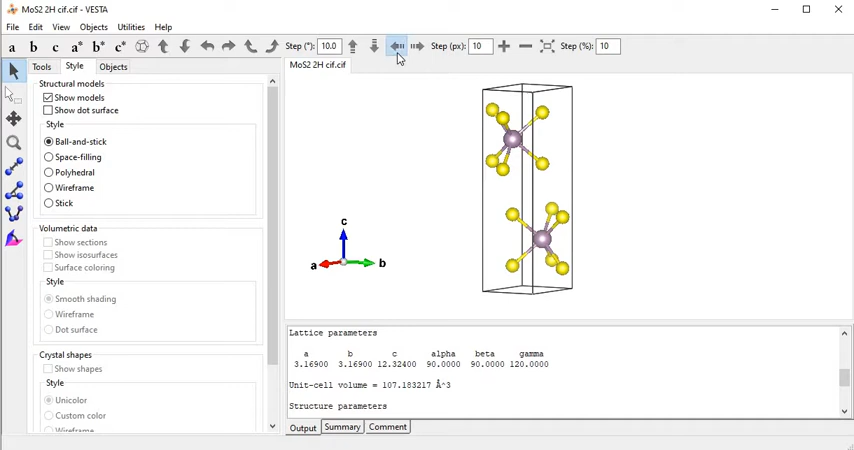 MoS2 2H cif.cif - VESTA
File Edit View Objects Utilities Help
a b c a* b* c* Step (°): 10.0 Step (px): 10 Step (%): 10
Tools Style Objects
MoS2 2H cif.cif
Structural models
Show models
Show dot surface
Style
Ball-and-stick
Space-filling
Polyhedral
Wireframe
Stick
Volumetric data
Show sections
Show isosurfaces
Surface coloring
Style
Smooth shading
Wireframe
Dot surface
Crystal shapes
Show shapes
Style
Unicolor
Custom color
Wireframe
c
a b
Lattice parameters
a b c alpha beta gamma
3.16900 3.16900 12.32400 90.0000 90.0000 120.0000
Unit-cell volume = 107.183217 Å^3
Structure parameters
Output Summary Comment